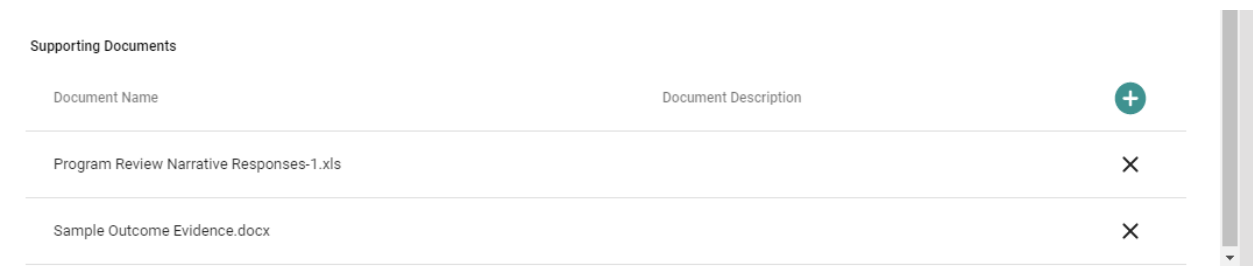 Supporting Documents
Document Name Document Description
Program Review Narrative Responses-1.xls
Sample Outcome Evidence.docx